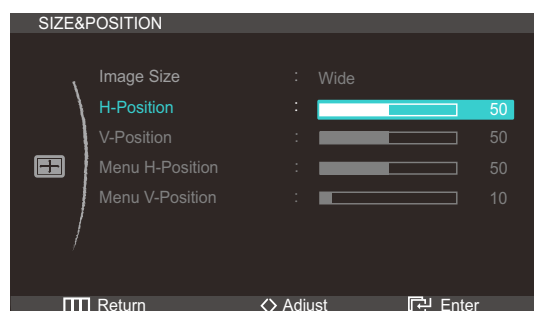 SIZE&POSITION
Image Size : Wide
H-Position : 50
V-Position : 50
Menu H-Position : 50
Menu V-Position : 10
Return Adjust Enter